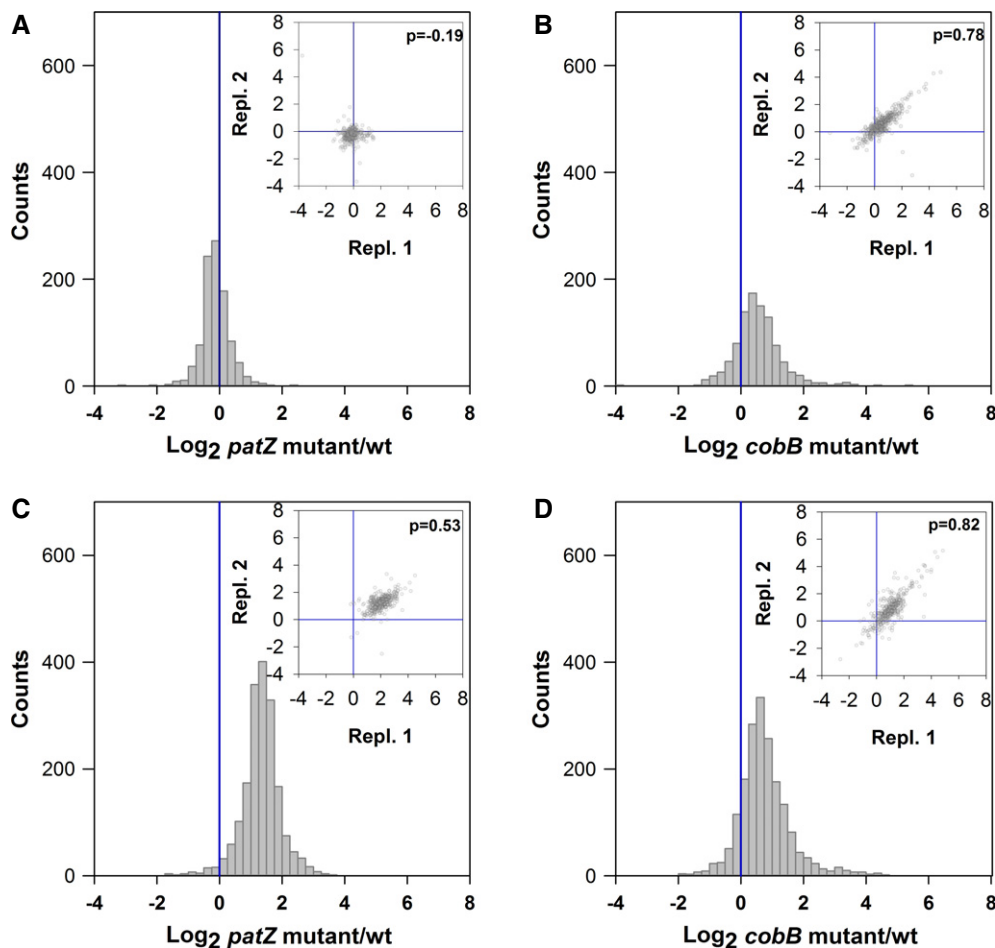 A
B
600
400
200
0
Counts
-4 -2 0 2 4 6 8
Log2 patZ mutant/wt
p=-0.19
8
6
4
2
0
-2
-4
Repl. 2
-4 -2 0 2 4 6 8
Repl. 1
600
400
200
0
Counts
-4 -2 0 2 4 6 8
Log2 cobB mutant/wt
p=0.78
8
6
4
2
0
-2
-4
Repl. 2
-4 -2 0 2 4 6 8
Repl. 1
C
D
600
400
200
0
Counts
-4 -2 0 2 4 6 8
Log2 patZ mutant/wt
p=0.53
8
6
4
2
0
-2
-4
Repl. 2
-4 -2 0 2 4 6 8
Repl. 1
600
400
200
0
Counts
-4 -2 0 2 4 6 8
Log2 cobB mutant/wt
p=0.82
8
6
4
2
0
-2
-4
Repl. 2
-4 -2 0 2 4 6 8
Repl. 1